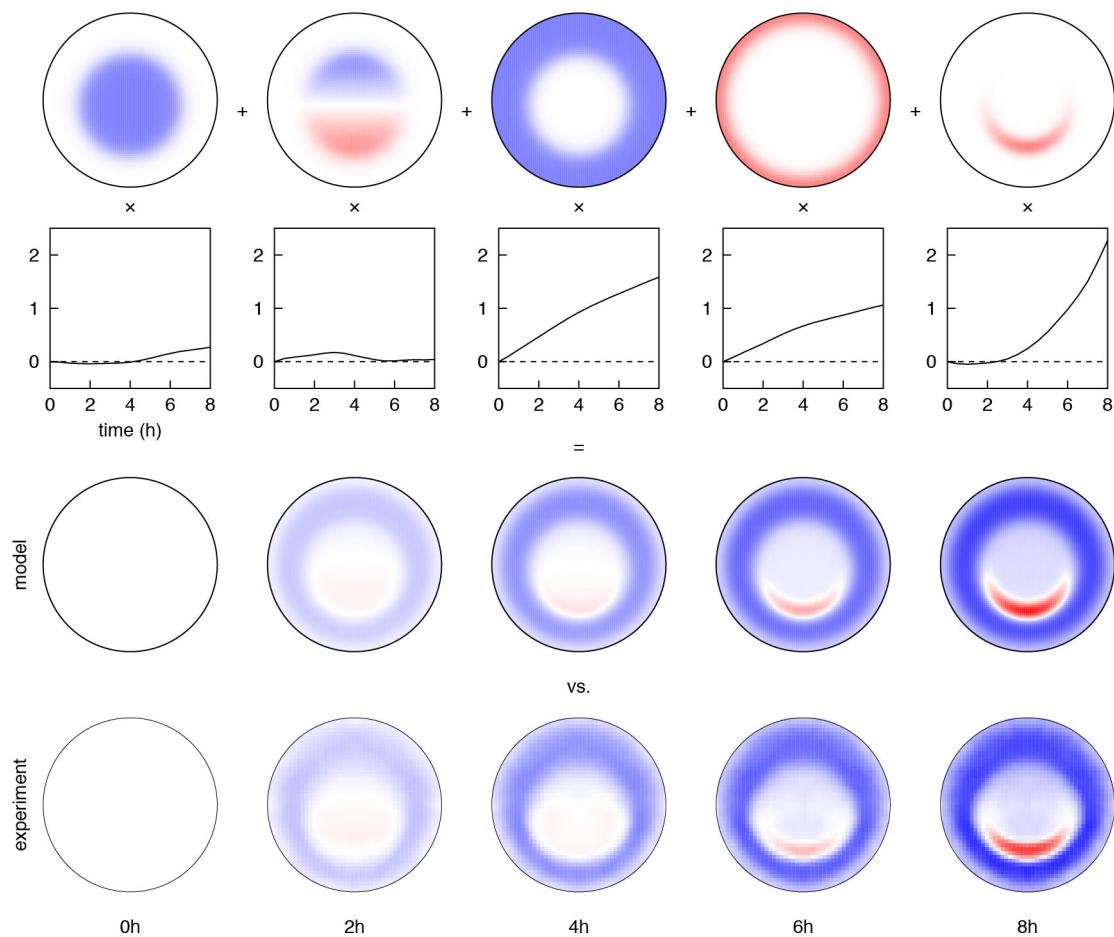 + + + +
× × × × ×
2 2 2 2 2
1 1 1 1 1
0 0 0 0 0
0 2 4 6 8 0 2 4 6 8 0 2 4 6 8 0 2 4 6 8 0 2 4 6 8
time (h)
=
model
vs.
experiment
0h 2h 4h 6h 8h